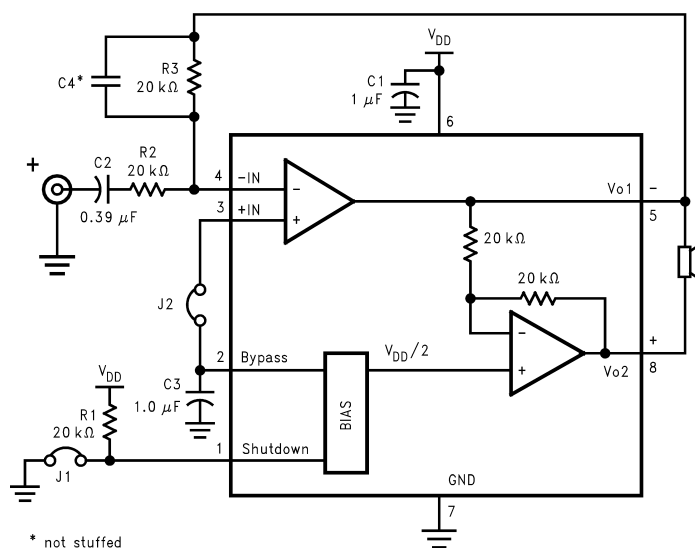 V_DD
C1
1 µF
6
C4*
R3
20 kΩ
+
C2
0.39 µF
R2
20 kΩ
4
-IN
3
+IN
−
+
Vo1
−
5
20 kΩ
20 kΩ
J2
−
+
Vo2
+
8
2
Bypass
V_DD/2
C3
1.0 µF
BIAS
V_DD
R1
20 kΩ
1
Shutdown
J1
GND
7
* not stuffed